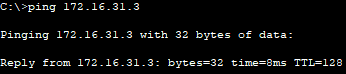 C:\>ping 172.16.31.3
Pinging 172.16.31.3 with 32 bytes of data:
Reply from 172.16.31.3: bytes=32 time=8ms TTL=128